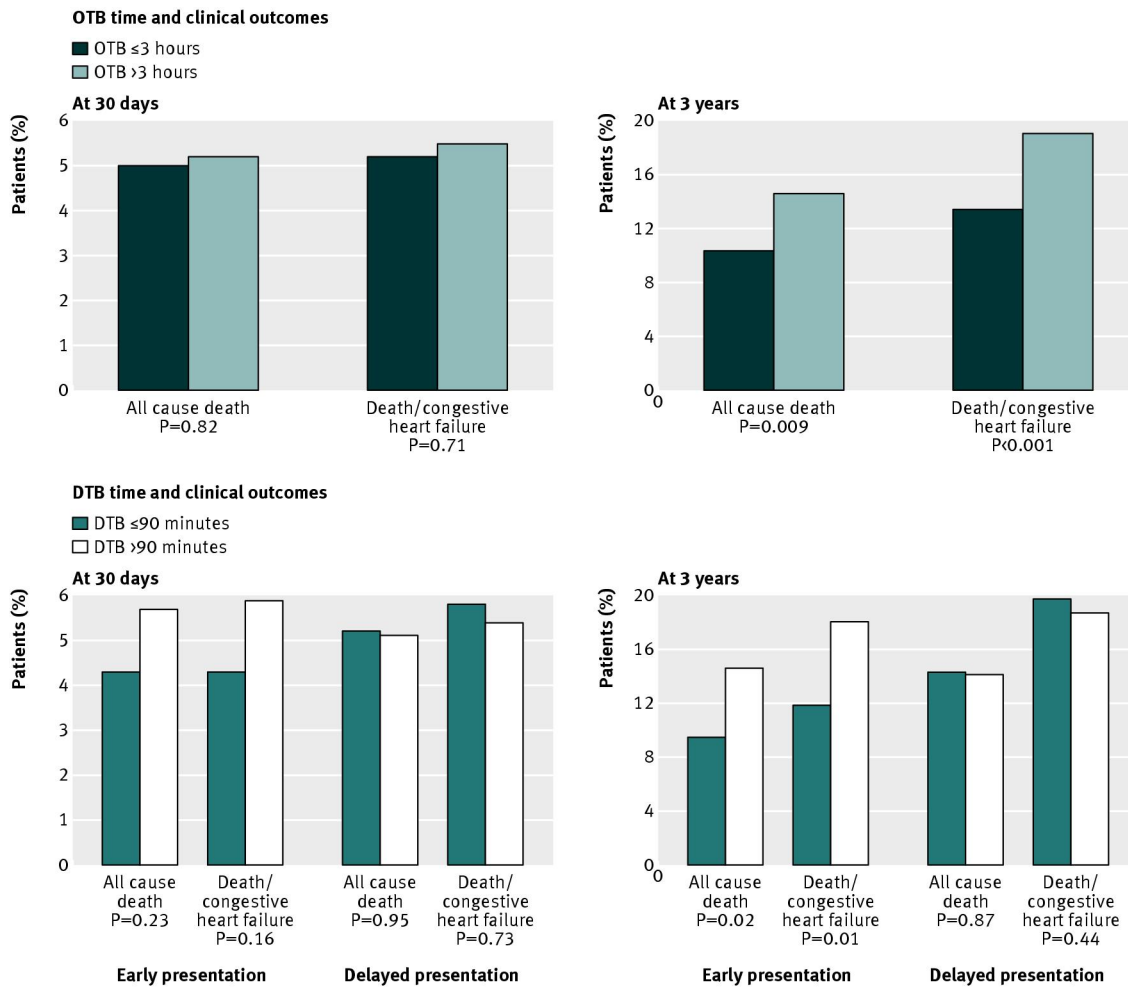 OTB time and clinical outcomes
OTB ≤3 hours
OTB >3 hours
At 30 days
Patients (%)
6
5
4
3
2
1
0
All cause death
P=0.82
Death/congestive
heart failure
P=0.71
At 3 years
Patients (%)
20
16
12
8
4
0
0
All cause death
P=0.009
Death/congestive
heart failure
P<0.001
DTB time and clinical outcomes
DTB ≤90 minutes
DTB >90 minutes
At 30 days
Patients (%)
6
5
4
3
2
1
0
All cause
death
P=0.23
Death/
congestive
heart failure
P=0.16
All cause
death
P=0.95
Death/
congestive
heart failure
P=0.73
Early presentation
Delayed presentation
At 3 years
Patients (%)
20
16
12
8
4
0
0
All cause
death
P=0.02
Death/
congestive
heart failure
P=0.01
All cause
death
P=0.87
Death/
congestive
heart failure
P=0.44
Early presentation
Delayed presentation